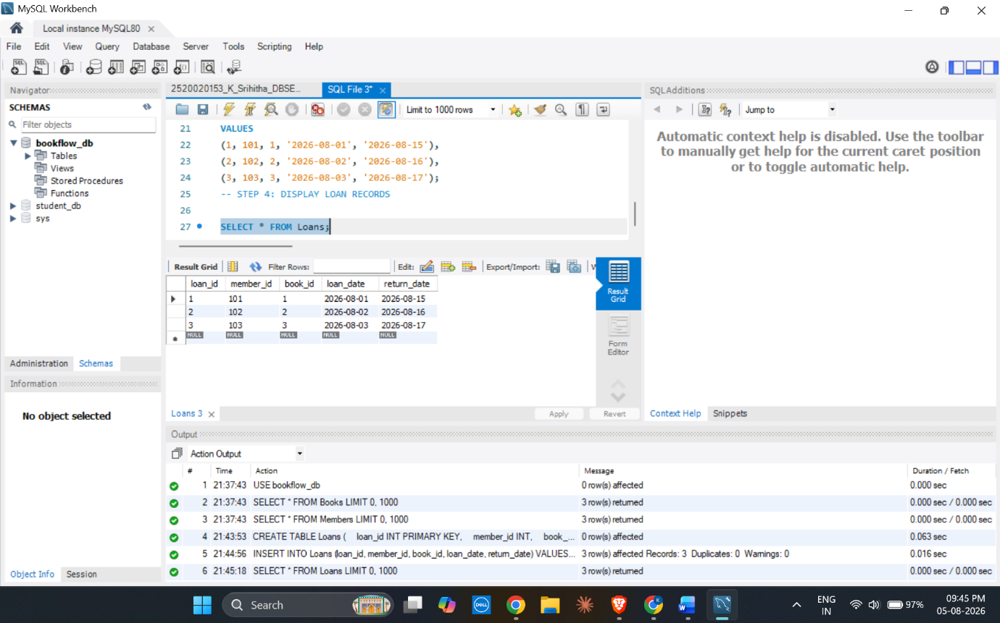 MySQL Workbench
Local instance MySQL80
File Edit View Query Database Server Tools Scripting Help
Navigator
SCHEMAS
Filter objects
bookflow_db
Tables
Views
Stored Procedures
Functions
student_db
sys
Administration Schemas
Information
No object selected
Object Info Session
2520020153_K_Srihitha_DBSE...
SQL File 3*
Limit to 1000 rows
21 VALUES
22 (1, 101, 1, '2026-08-01', '2026-08-15'),
23 (2, 102, 2, '2026-08-02', '2026-08-16'),
24 (3, 103, 3, '2026-08-03', '2026-08-17');
25 -- STEP 4: DISPLAY LOAN RECORDS
26
27 SELECT * FROM Loans;
Result Grid Filter Rows: Edit: Export/Import:
loan_id member_id book_id loan_date return_date
1 101 1 2026-08-01 2026-08-15
2 102 2 2026-08-02 2026-08-16
3 103 3 2026-08-03 2026-08-17
NULL NULL NULL NULL NULL
Result
Grid
Form
Editor
Loans 3
Apply Revert
SQLAdditions
Jump to
Automatic context help is disabled. Use the toolbar
to manually get help for the current caret position
or to toggle automatic help.
Context Help Snippets
Output
Action Output
# Time Action Message Duration / Fetch
1 21:37:43 USE bookflow_db 0 row(s) affected 0.000 sec
2 21:37:43 SELECT * FROM Books LIMIT 0, 1000 3 row(s) returned 0.000 sec / 0.000 sec
3 21:37:43 SELECT * FROM Members LIMIT 0, 1000 3 row(s) returned 0.000 sec / 0.000 sec
4 21:43:53 CREATE TABLE Loans ( loan_id INT PRIMARY KEY, member_id INT, book_... 0 row(s) affected 0.063 sec
5 21:44:56 INSERT INTO Loans (loan_id, member_id, book_id, loan_date, return_date) VALUES... 3 row(s) affected Records: 3 Duplicates: 0 Warnings: 0 0.016 sec
6 21:45:18 SELECT * FROM Loans LIMIT 0, 1000 3 row(s) returned 0.000 sec / 0.000 sec
Search
DELL
ENG
IN
97%
09:45 PM
05-08-2026